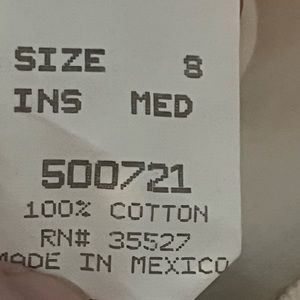 SIZE 8
INS MED
500721
100% COTTON
RN# 35527
MADE IN MEXICO